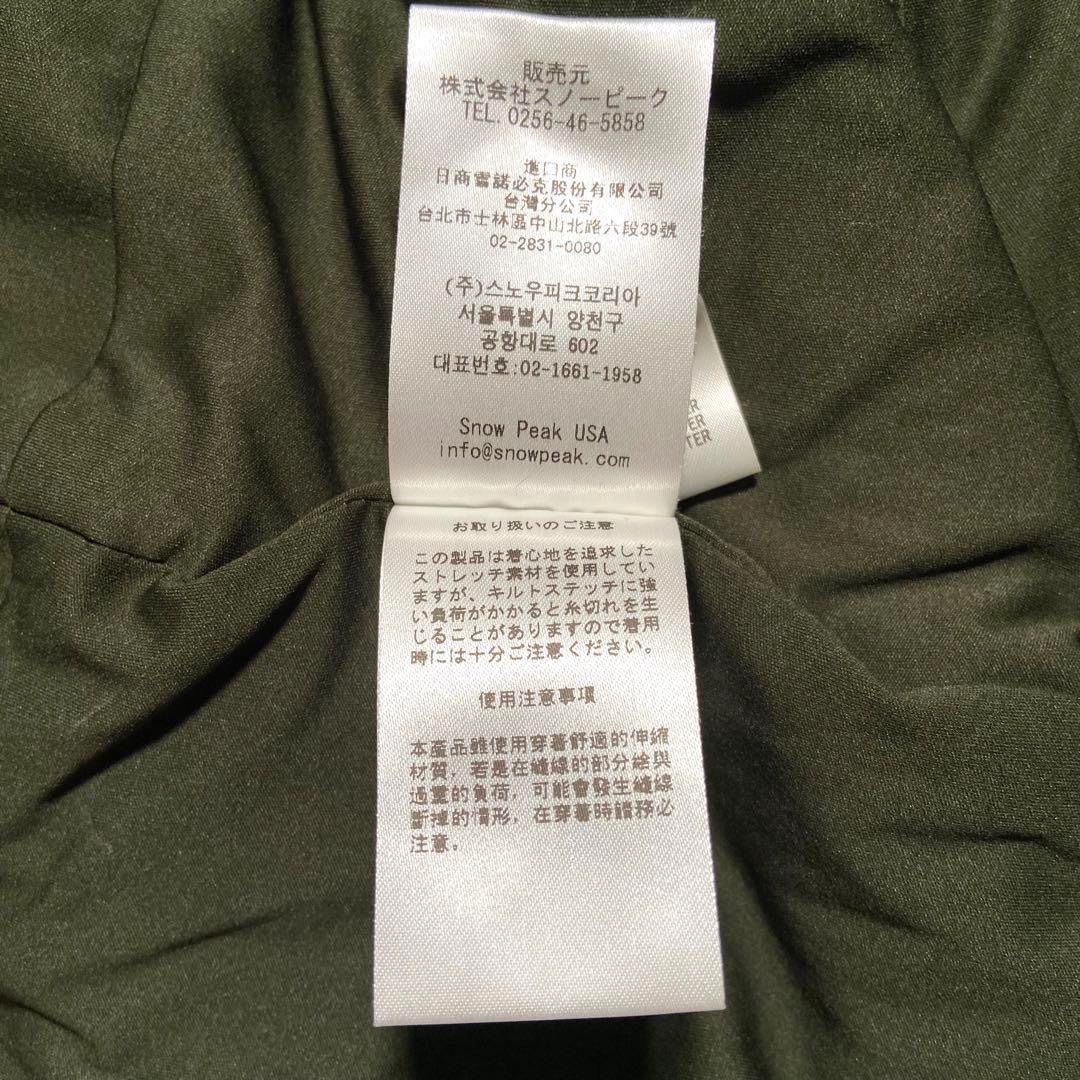 販売元
株式会社スノーピーク
TEL. 0256-46-5858
進口商
日商雪諾必克股份有限公司
台灣分公司
台北市士林區中山北路六段39號
02-2831-0080
(주)스노우피크코리아
서울특별시 양천구
공항대로 602
대표번호:02-1661-1958
Snow Peak USA
info@snowpeak.com
お取り扱いのご注意
この製品は着心地を追求した
ストレッチ素材を使用してい
ますが、キルトステッチに強
い負荷がかかると糸切れを生
じることがありますので着用
時には十分ご注意ください。
使用注意事項
本產品雖使用穿著舒適的伸縮
材質，若是在縫線的部分給與
過重的負荷，可能會發生縫線
斷掉的情形，在穿著時請務必
注意。